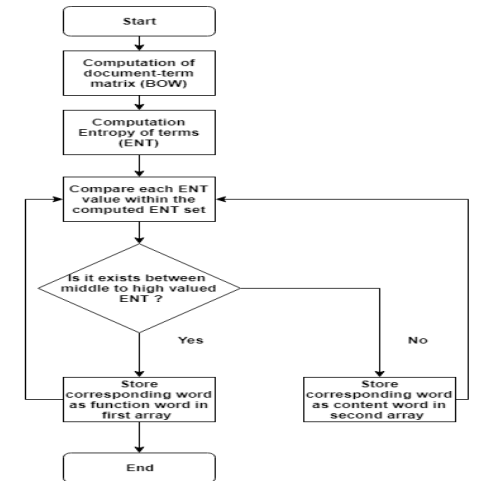 Start
Computation of
document-term
matrix (BOW)
Computation
Entropy of terms
(ENT)
Compare each ENT
value within the
computed ENT set
Is it exists between
middle to high valued
ENT ?
Yes
No
Store
corresponding word
as function word in
first array
Store
corresponding word
as content word in
second array
End